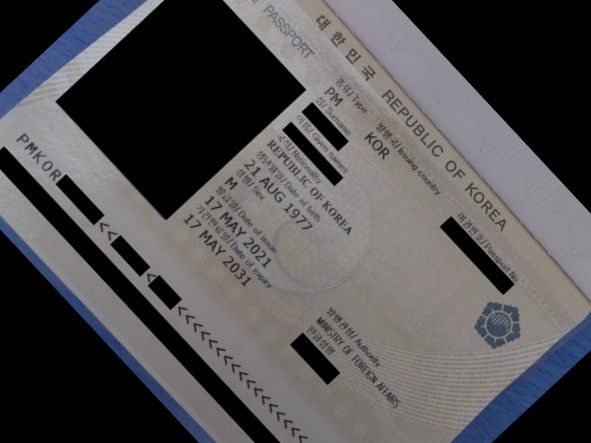 PASSPORT
대한민국 REPUBLIC OF KOREA
종류/Type 발행국/Issuing country 여권번호/Passport No.
PM KOR
성/Surname
이름/Given names
국적/Nationality
REPUBLIC OF KOREA
생년월일/Date of birth
21 AUG 1977
성별/Sex
M
발급일/Date of issue
17 MAY 2021
기간만료일/Date of expiry
17 MAY 2031
발행관청/Authority
MINISTRY OF FOREIGN AFFAIRS
한글성명
PMKOR
<<
<
<<<<<<<<<<<<<<<<<<<<